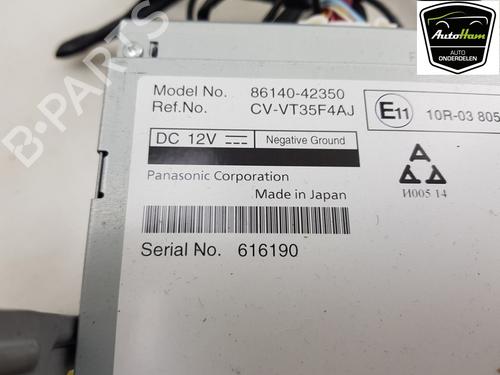 AutoHam
AUTO
ONDERDELEN
B-PARTS
Model No. 86140-42350
Ref.No. CV-VT35F4AJ
E11 10R-03 805
DC 12V Negative Ground
Panasonic Corporation
Made in Japan
И005 14
Serial No. 616190